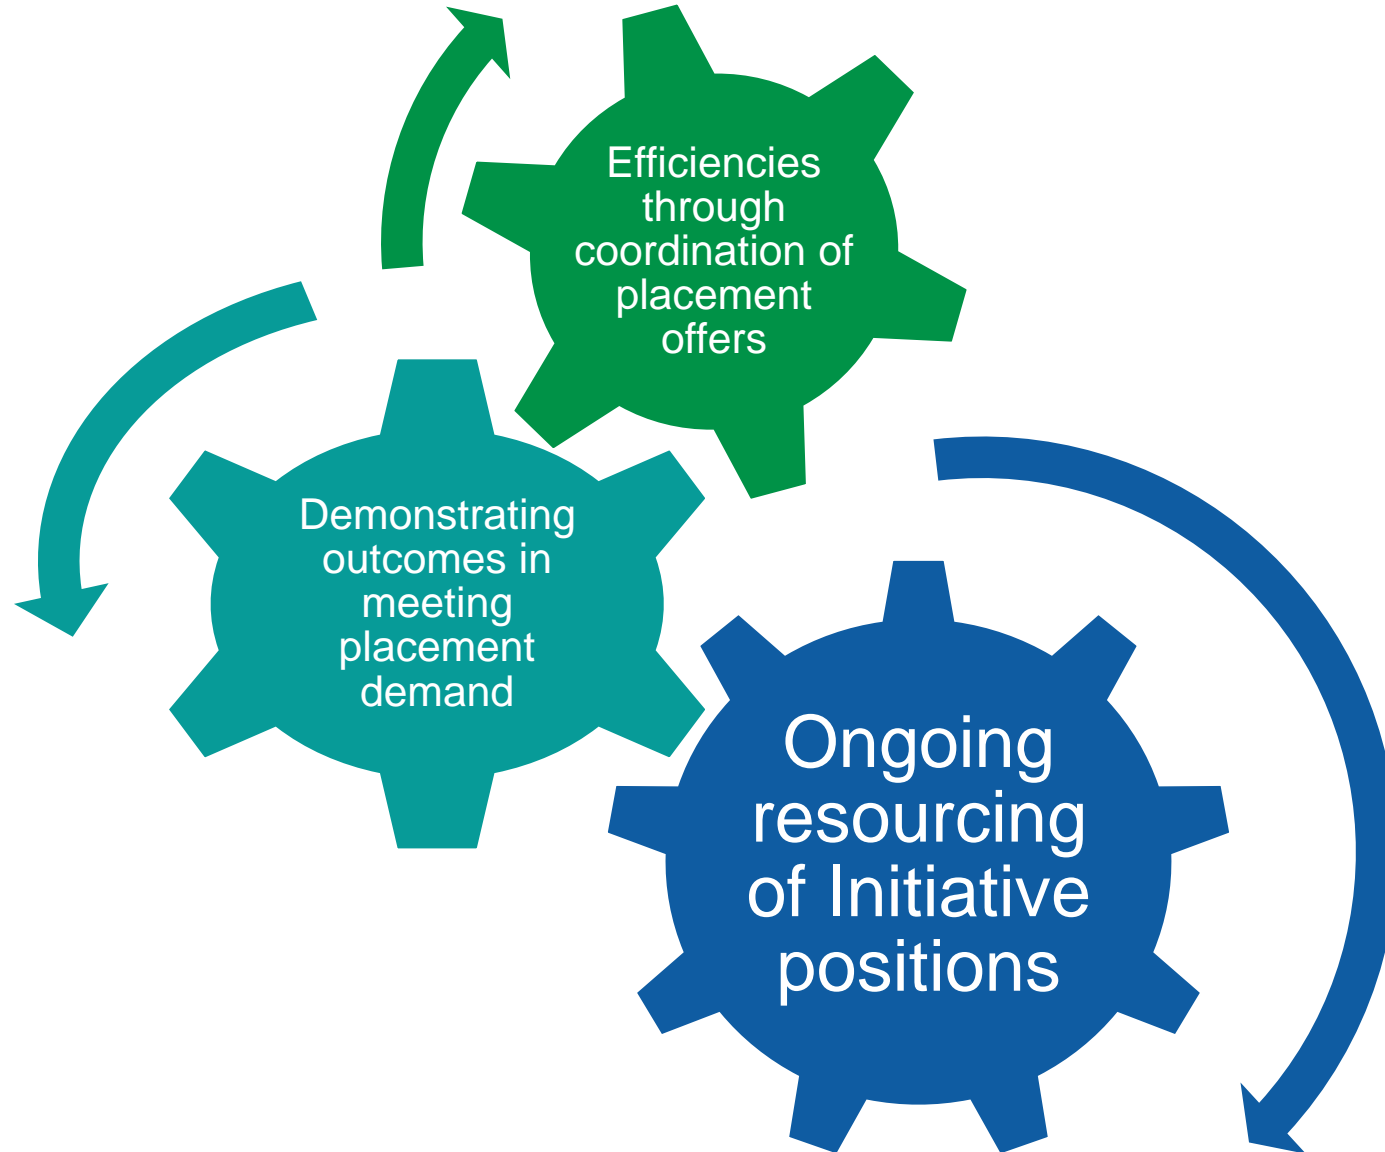 Efficiencies
through
coordination of
placement
offers
Demonstrating
outcomes in
meeting
placement
demand
Ongoing
resourcing
of Initiative
positions